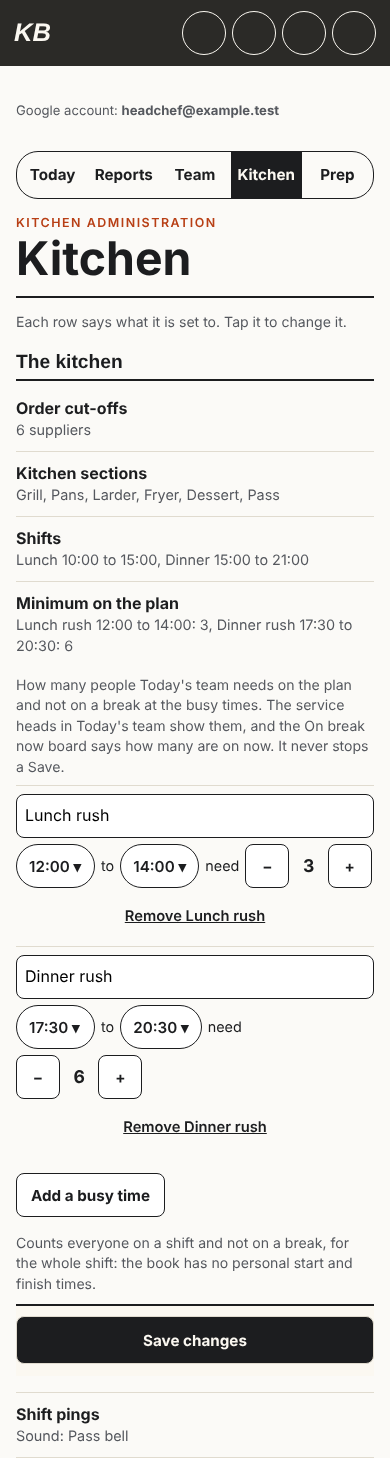 KB
Google account: headchef@example.test
Today Reports Team Kitchen Prep
KITCHEN ADMINISTRATION
Kitchen
Each row says what it is set to. Tap it to change it.
The kitchen
Order cut-offs
6 suppliers
Kitchen sections
Grill, Pans, Larder, Fryer, Dessert, Pass
Shifts
Lunch 10:00 to 15:00, Dinner 15:00 to 21:00
Minimum on the plan
Lunch rush 12:00 to 14:00: 3, Dinner rush 17:30 to
20:30: 6
How many people Today's team needs on the plan
and not on a break at the busy times. The service
heads in Today's team show them, and the On break
now board says how many are on now. It never stops
a Save.
Lunch rush
12:00 ▾ to 14:00 ▾ need − 3 +
Remove Lunch rush
Dinner rush
17:30 ▾ to 20:30 ▾ need
− 6 +
Remove Dinner rush
Add a busy time
Counts everyone on a shift and not on a break, for
the whole shift: the book has no personal start and
finish times.
Save changes
Shift pings
Sound: Pass bell